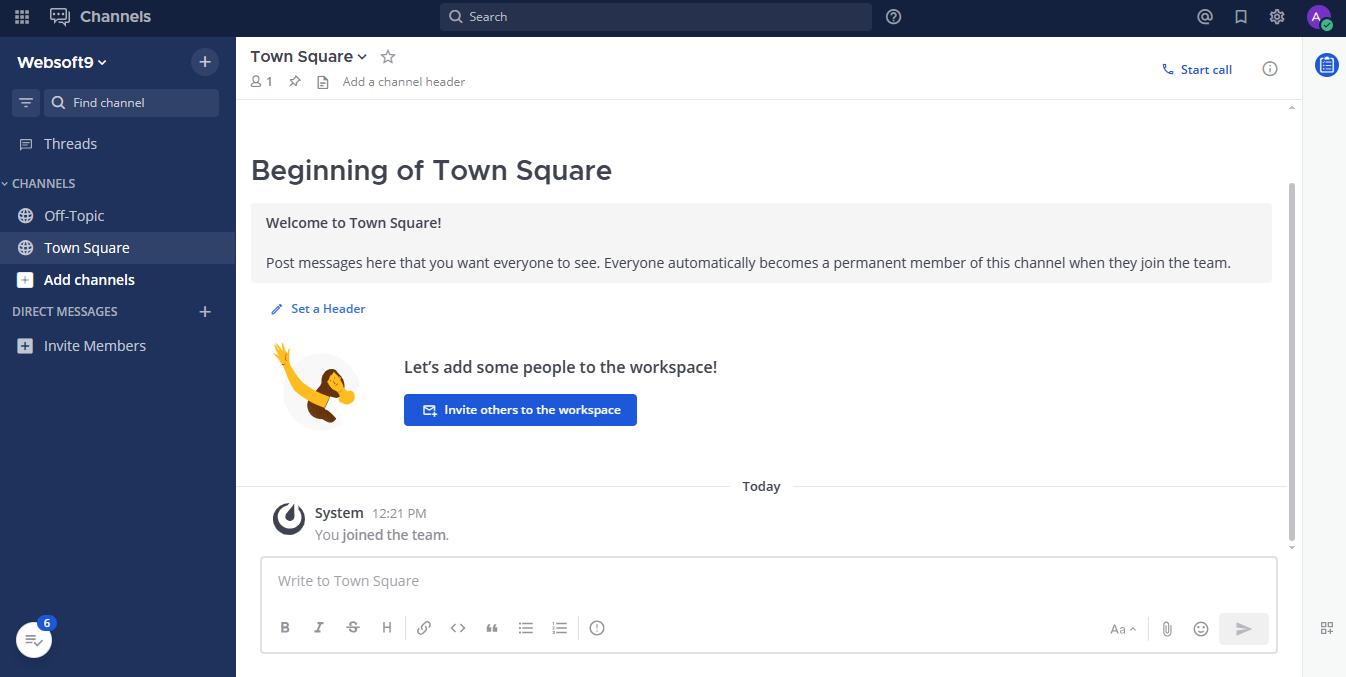 Channels
Search
A
Websoft9
Find channel
Threads
CHANNELS
Off-Topic
Town Square
Add channels
DIRECT MESSAGES
Invite Members
6
Town Square
1
Add a channel header
Start call
Beginning of Town Square
Welcome to Town Square!
Post messages here that you want everyone to see. Everyone automatically becomes a permanent member of this channel when they join the team.
Set a Header
Let’s add some people to the workspace!
Invite others to the workspace
Today
System 12:21 PM
You joined the team.
Write to Town Square
B I S H
Aa